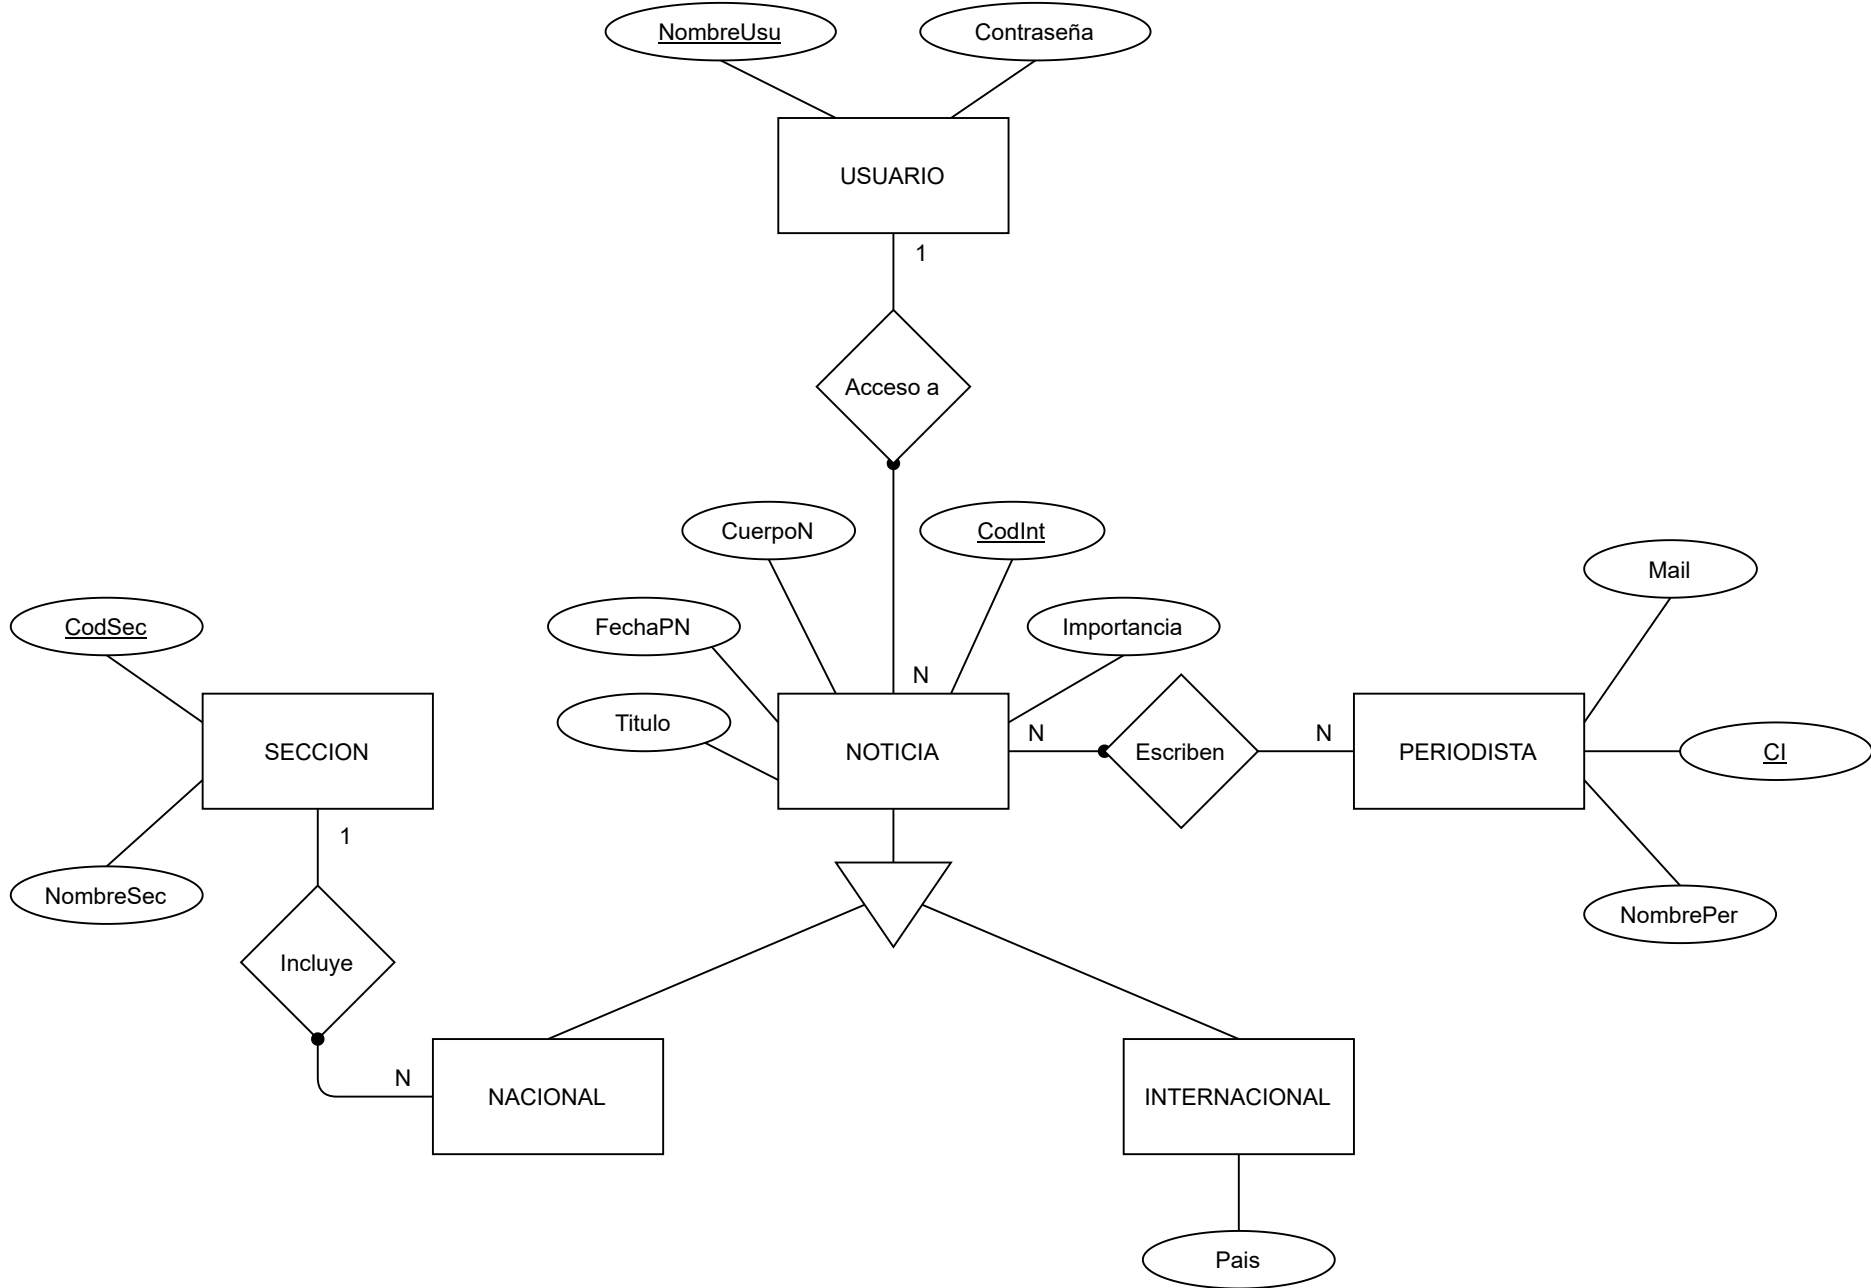 NombreUsu
Contraseña
USUARIO
1
Acceso a
CuerpoN
CodInt
Mail
CodSec
FechaPN
Importancia
N
Titulo
N
N
SECCION
NOTICIA
Escriben
PERIODISTA
CI
1
NombreSec
NombrePer
Incluye
N
NACIONAL
INTERNACIONAL
Pais